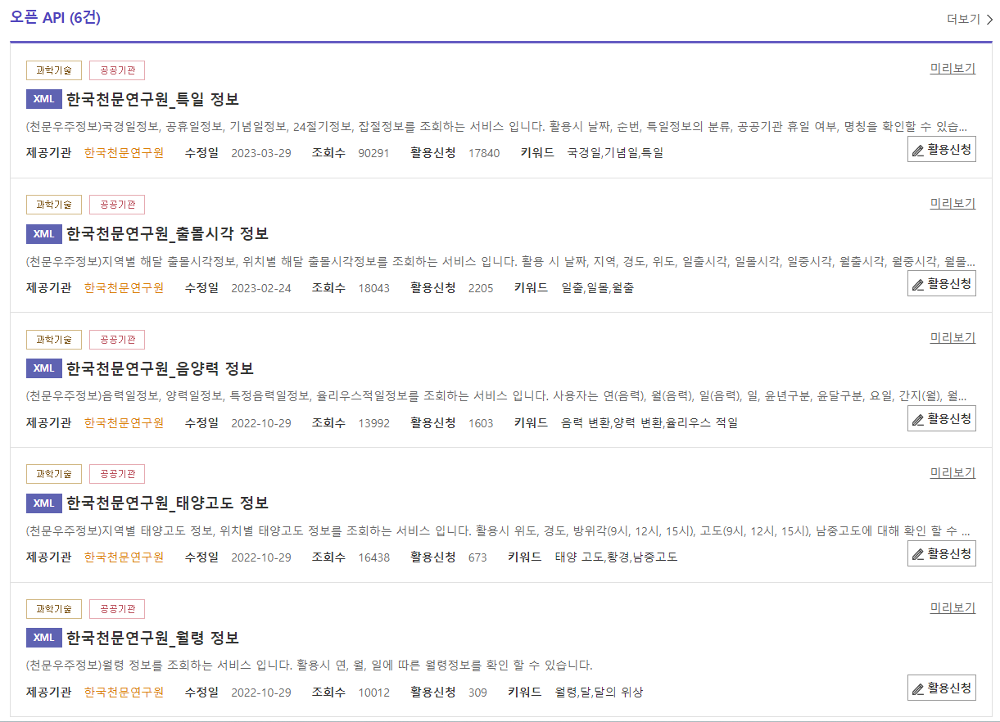 오픈 API (6건) 더보기
과학기술 공공기관 미리보기
XML 한국천문연구원_특일 정보
(천문우주정보)국경일정보, 공휴일정보, 기념일정보, 24절기정보, 잡절정보를 조회하는 서비스 입니다. 활용시 날짜, 순번, 특일정보의 분류, 공공기관 휴일 여부, 명칭을 확인할 수 있습...
제공기관 한국천문연구원 수정일 2023-03-29 조회수 90291 활용신청 17840 키워드 국경일,기념일,특일 활용신청
과학기술 공공기관 미리보기
XML 한국천문연구원_출몰시각 정보
(천문우주정보)지역별 해달 출몰시각정보, 위치별 해달 출몰시각정보를 조회하는 서비스 입니다. 활용 시 날짜, 지역, 경도, 위도, 일출시각, 일몰시각, 일중시각, 월출시각, 월중시각, 월몰...
제공기관 한국천문연구원 수정일 2023-02-24 조회수 18043 활용신청 2205 키워드 일출,일몰,월출 활용신청
과학기술 공공기관 미리보기
XML 한국천문연구원_음양력 정보
(천문우주정보)음력일정보, 양력일정보, 특정음력일정보, 율리우스적일정보를 조회하는 서비스 입니다. 사용자는 연(음력), 월(음력), 일(음력), 일, 윤년구분, 윤달구분, 요일, 간지(월), 월...
제공기관 한국천문연구원 수정일 2022-10-29 조회수 13992 활용신청 1603 키워드 음력 변환,양력 변환,율리우스 적일 활용신청
과학기술 공공기관 미리보기
XML 한국천문연구원_태양고도 정보
(천문우주정보)지역별 태양고도 정보, 위치별 태양고도 정보를 조회하는 서비스 입니다. 활용시 위도, 경도, 방위각(9시, 12시, 15시), 고도(9시, 12시, 15시), 남중고도에 대해 확인 할 수 ...
제공기관 한국천문연구원 수정일 2022-10-29 조회수 16438 활용신청 673 키워드 태양 고도,황경,남중고도 활용신청
과학기술 공공기관 미리보기
XML 한국천문연구원_월령 정보
(천문우주정보)월령 정보를 조회하는 서비스 입니다. 활용시 연, 월, 일에 따른 월령정보를 확인 할 수 있습니다.
제공기관 한국천문연구원 수정일 2022-10-29 조회수 10012 활용신청 309 키워드 월령,달,달의 위상 활용신청